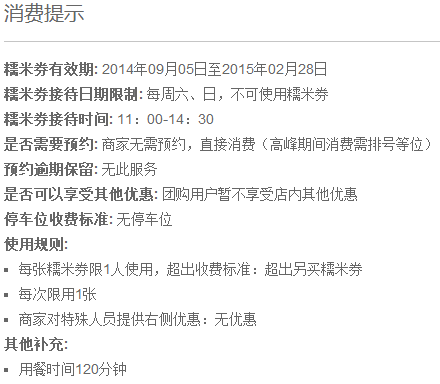 消费提示
糯米券有效期: 2014年09月05日至2015年02月28日
糯米券接待日期限制: 每周六、日，不可使用糯米券
糯米券接待时间: 11：00-14：30
是否需要预约: 商家无需预约，直接消费（高峰期间消费需排号等位）
预约逾期保留: 无此服务
是否可以享受其他优惠: 团购用户暂不享受店内其他优惠
停车位收费标准: 无停车位
使用规则:
▪ 每张糯米券限1人使用，超出收费标准：超出另买糯米券
▪ 每次限用1张
▪ 商家对特殊人员提供右侧优惠：无优惠
其他补充:
▪ 用餐时间120分钟